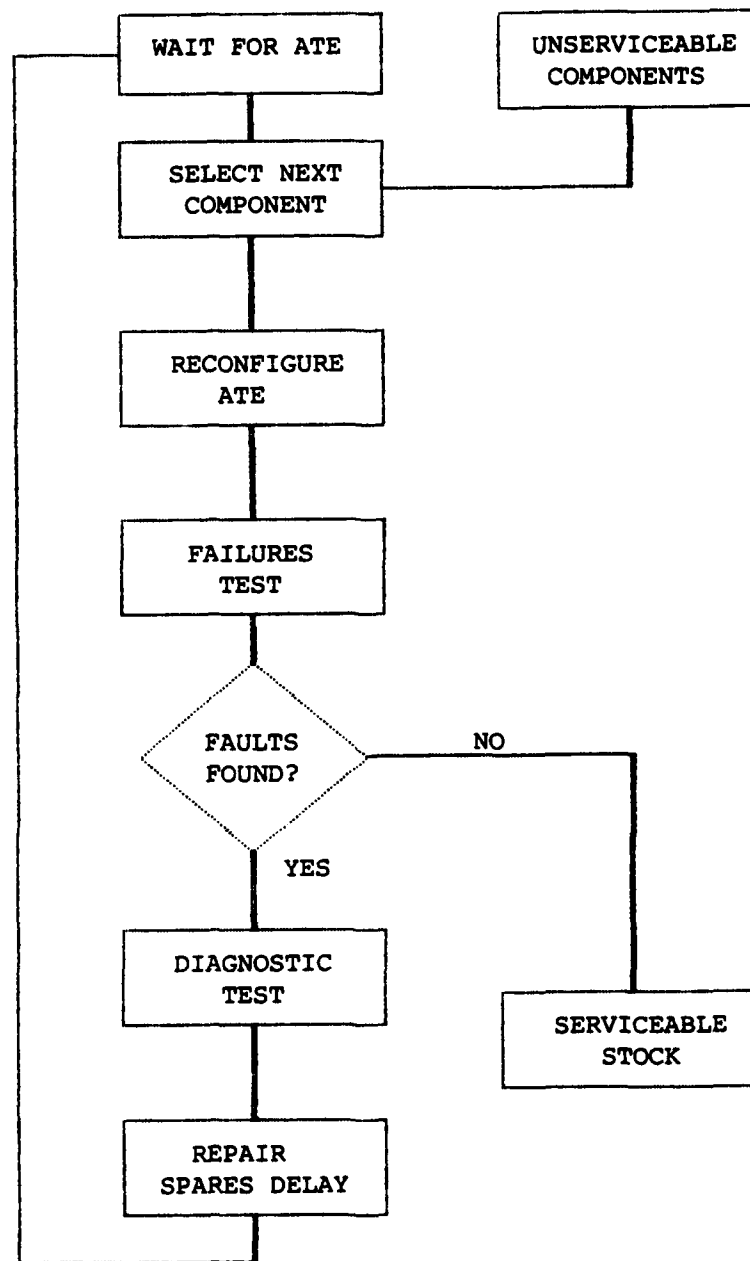 WAIT FOR ATE
UNSERVICEABLE
COMPONENTS
SELECT NEXT
COMPONENT
RECONFIGURE
ATE
FAILURES
TEST
FAULTS
FOUND?
NO
YES
DIAGNOSTIC
TEST
SERVICEABLE
STOCK
REPAIR
SPARES DELAY